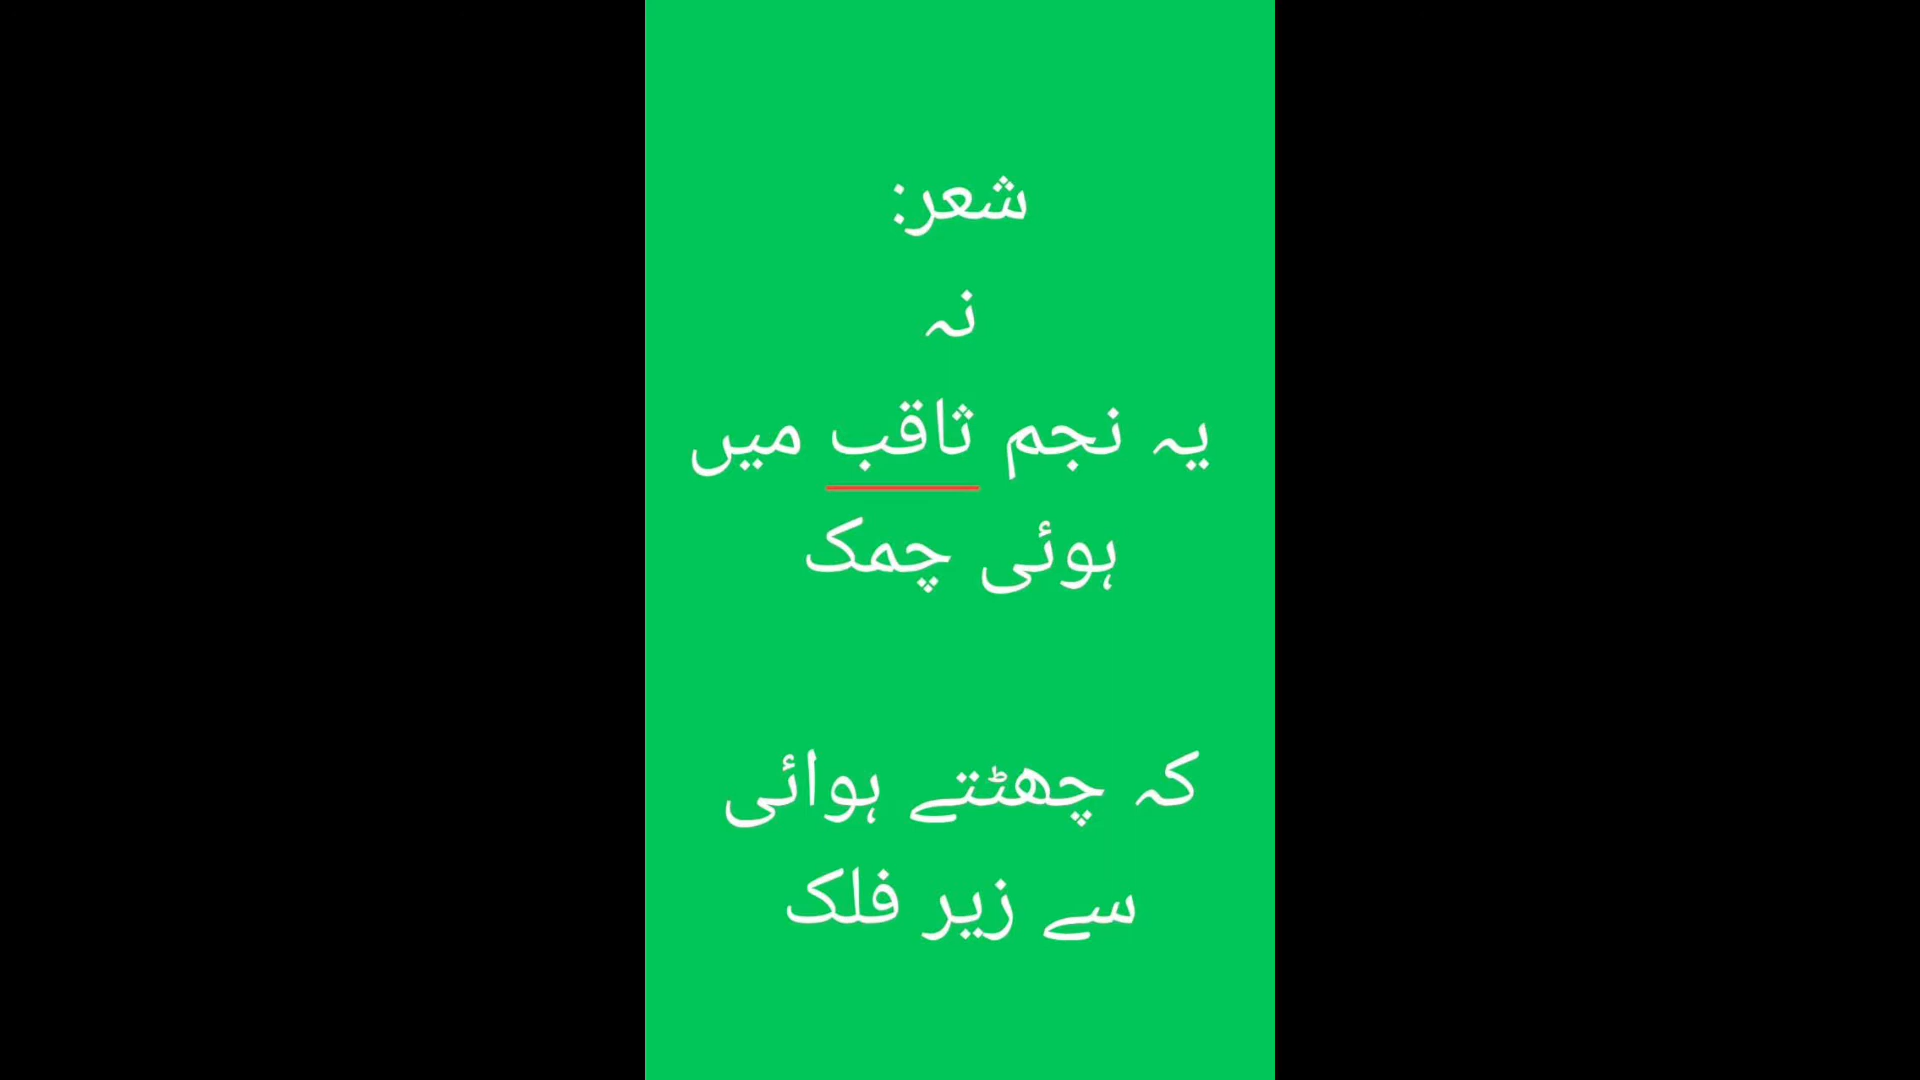 شعر:
نہ
یہ نجم ثاقب میں
ہوئی چمک
کہ چھٹتے ہوائی
سے زیر فلک